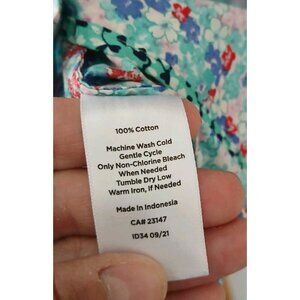 100% Cotton
Machine Wash Cold
Gentle Cycle
Only Non-Chlorine Bleach
When Needed
Tumble Dry Low
Warm Iron, If Needed
Made in Indonesia
CA# 23147
ID34 09/21